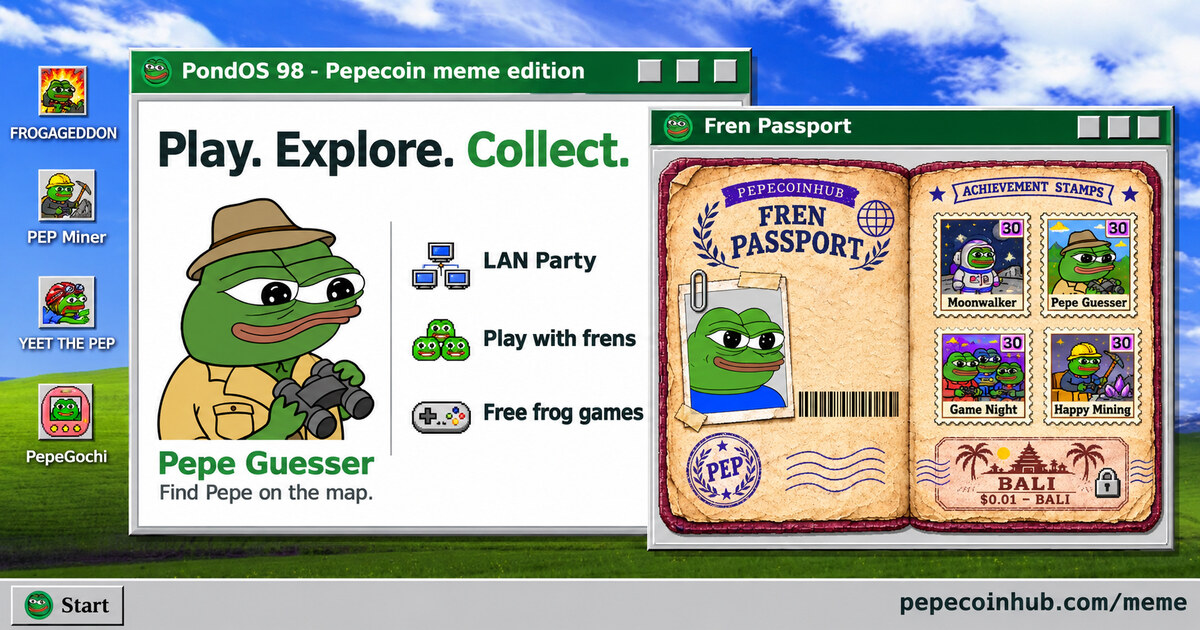 PondOS 98 - Pepecoin meme edition
FROGAGEDDON
PEP Miner
YEET THE PEP
PepeGochi
Play. Explore. Collect.
LAN Party
Play with frens
Free frog games
Pepe Guesser
Find Pepe on the map.
Fren Passport
PEPECOINHUB
FREN
PASSPORT
PEP
ACHIEVEMENT STAMPS
30
Moonwalker
30
Pepe Guesser
30
Game Night
30
Happy Mining
BALI
$0.01 – BALI
Start
pepecoinhub.com/meme